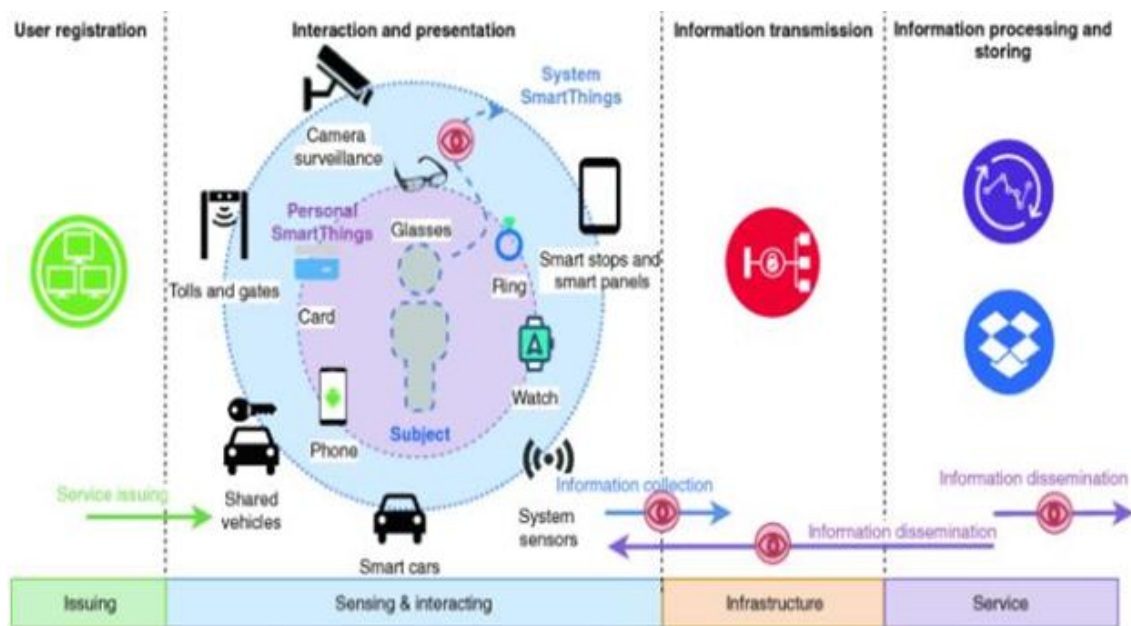 User registration
Interaction and presentation
Information transmission
Information processing and
storing
System
SmartThings
Camera
surveillance
Personal
SmartThings
Glasses
Smart stops and
smart panels
Ring
Tolls and gates
Card
Watch
Subject
Phone
Information dissemination
Information collection
Service issuing
Shared
vehicles
System
sensors
Information dissemination
Smart cars
Issuing
Sensing & interacting
Infrastructure
Service